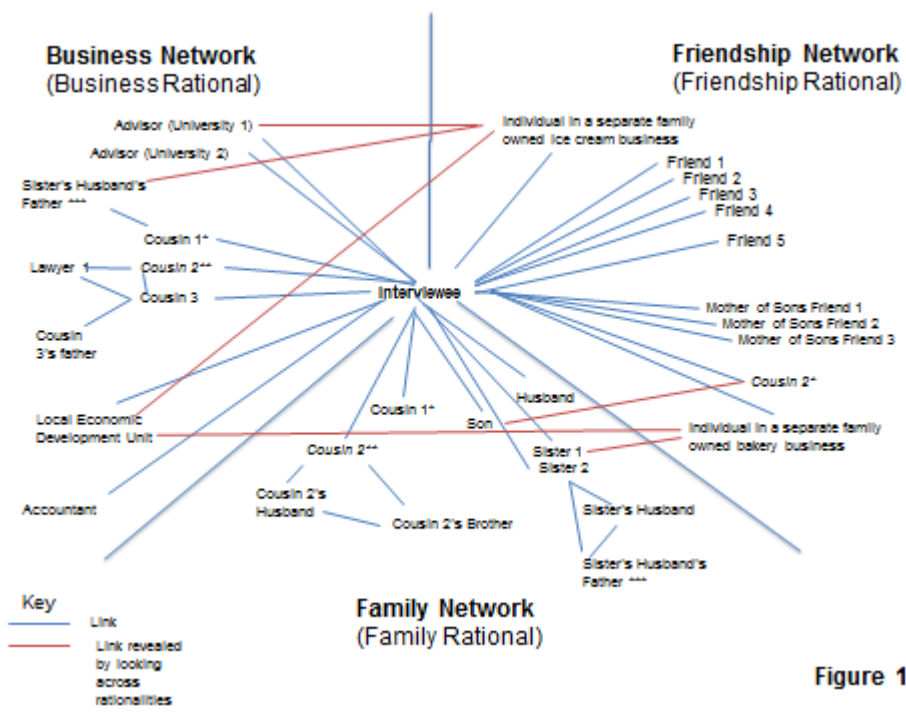 Business Network
(Business Rational)
Friendship Network
(Friendship Rational)
Advisor (University 1)
Advisor (University 2)
Sister's Husband's
Father ***
Cousin 1*
Lawyer 1
Cousin 2**
Cousin 3
Cousin
3's father
Local Economic
Development Unit
Accountant
Interviewee
Individual in a separate family
owned ice cream business
Friend 1
Friend 2
Friend 3
Friend 4
Friend 5
Mother of Sons Friend 1
Mother of Sons Friend 2
Mother of Sons Friend 3
Cousin 2*
Individual in a separate family
owned bakery business
Husband
Cousin 1*
Son
Cousin 2**
Sister 1
Sister 2
Cousin 2's
Husband
Cousin 2's Brother
Sister's Husband
Sister's Husband's
Father ***
Family Network
(Family Rational)
Key
Link
Link revealed
by looking
across
rationalities
Figure 1